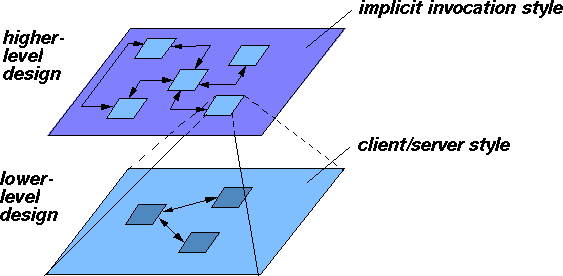 implicit invocation style
higher-
level
design
client/server style
lower-
level
design